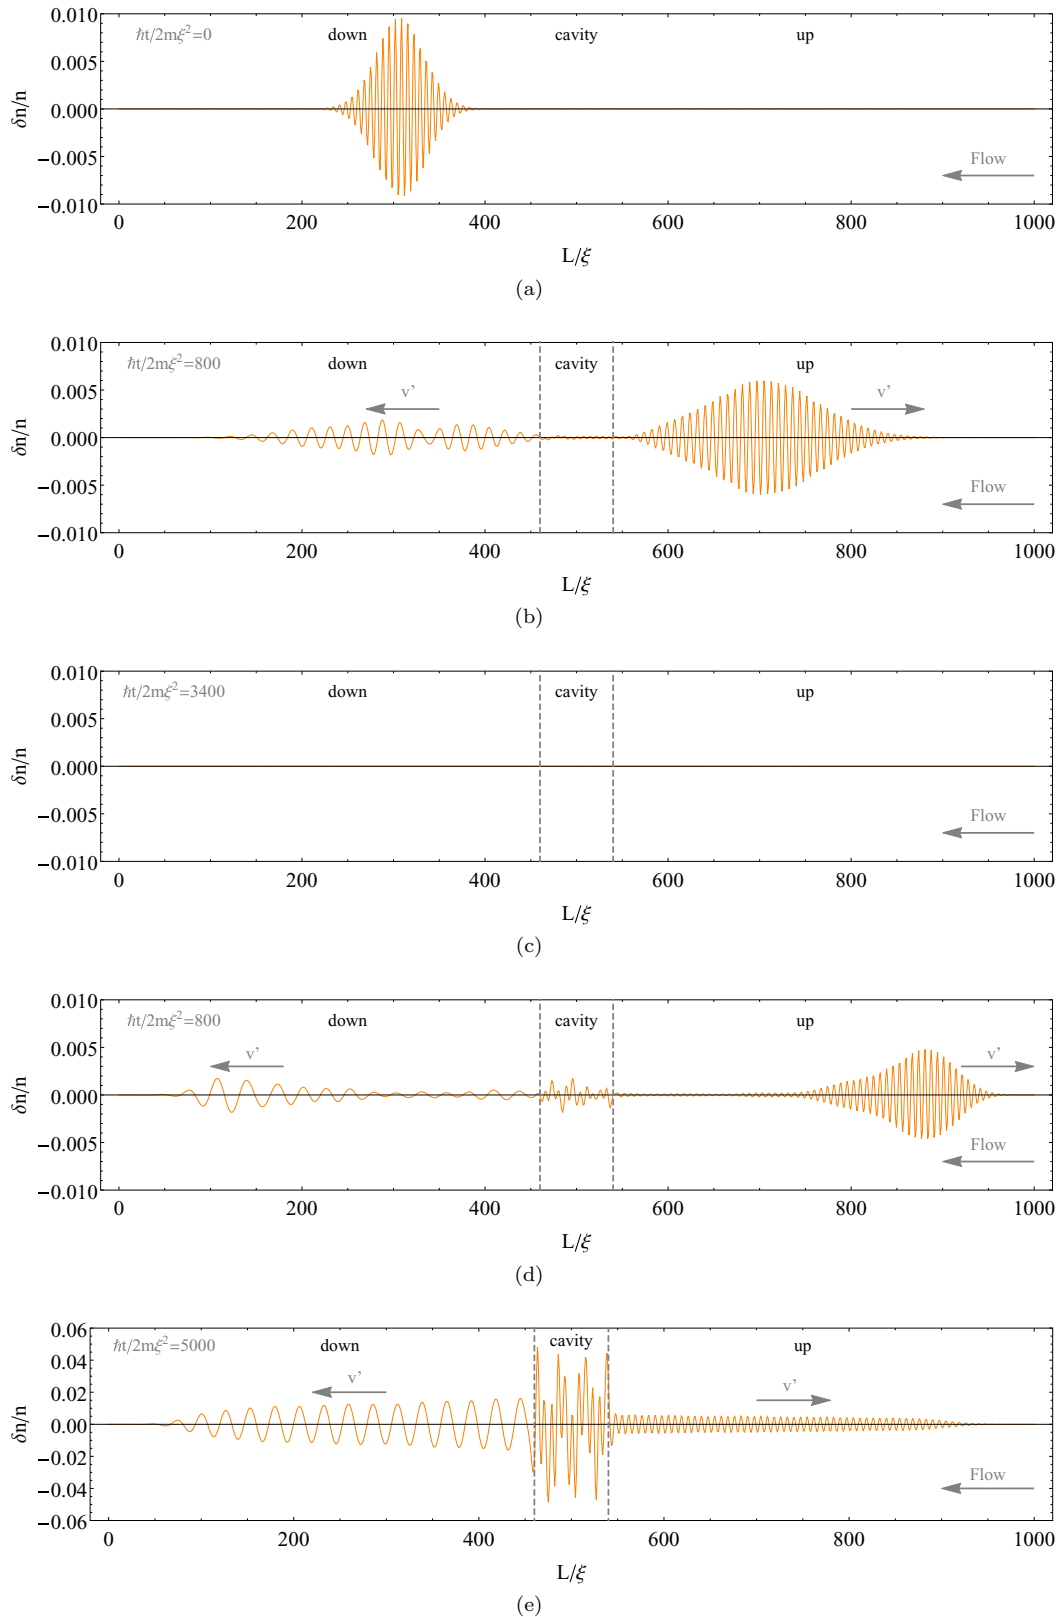 ħt/2mξ²=0 down cavity up
0.010
0.005
0.000
−0.005
−0.010
δn/n
Flow
0 200 400 600 800 1000
L/ξ
(a)
ħt/2mξ²=800 down cavity up
0.010
0.005
0.000
−0.005
−0.010
δn/n
v’ v’
Flow
0 200 400 600 800 1000
L/ξ
(b)
ħt/2mξ²=3400 down cavity up
0.010
0.005
0.000
−0.005
−0.010
δn/n
Flow
0 200 400 600 800 1000
L/ξ
(c)
ħt/2mξ²=800 down cavity up
0.010
0.005
0.000
−0.005
−0.010
δn/n
v’ v’
Flow
0 200 400 600 800 1000
L/ξ
(d)
ħt/2mξ²=5000 down cavity up
0.06
0.04
0.02
0.00
−0.02
−0.04
−0.06
δn/n
v’ v’
Flow
0 200 400 600 800 1000
L/ξ
(e)